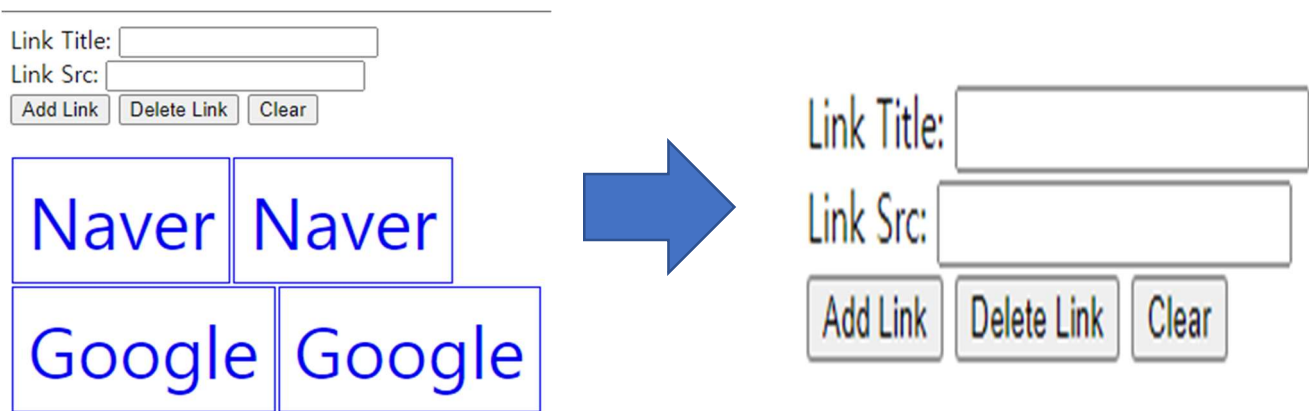 Link Title:
Link Src:
Add Link Delete Link Clear
Naver Naver
Google Google
Link Title:
Link Src:
Add Link Delete Link Clear